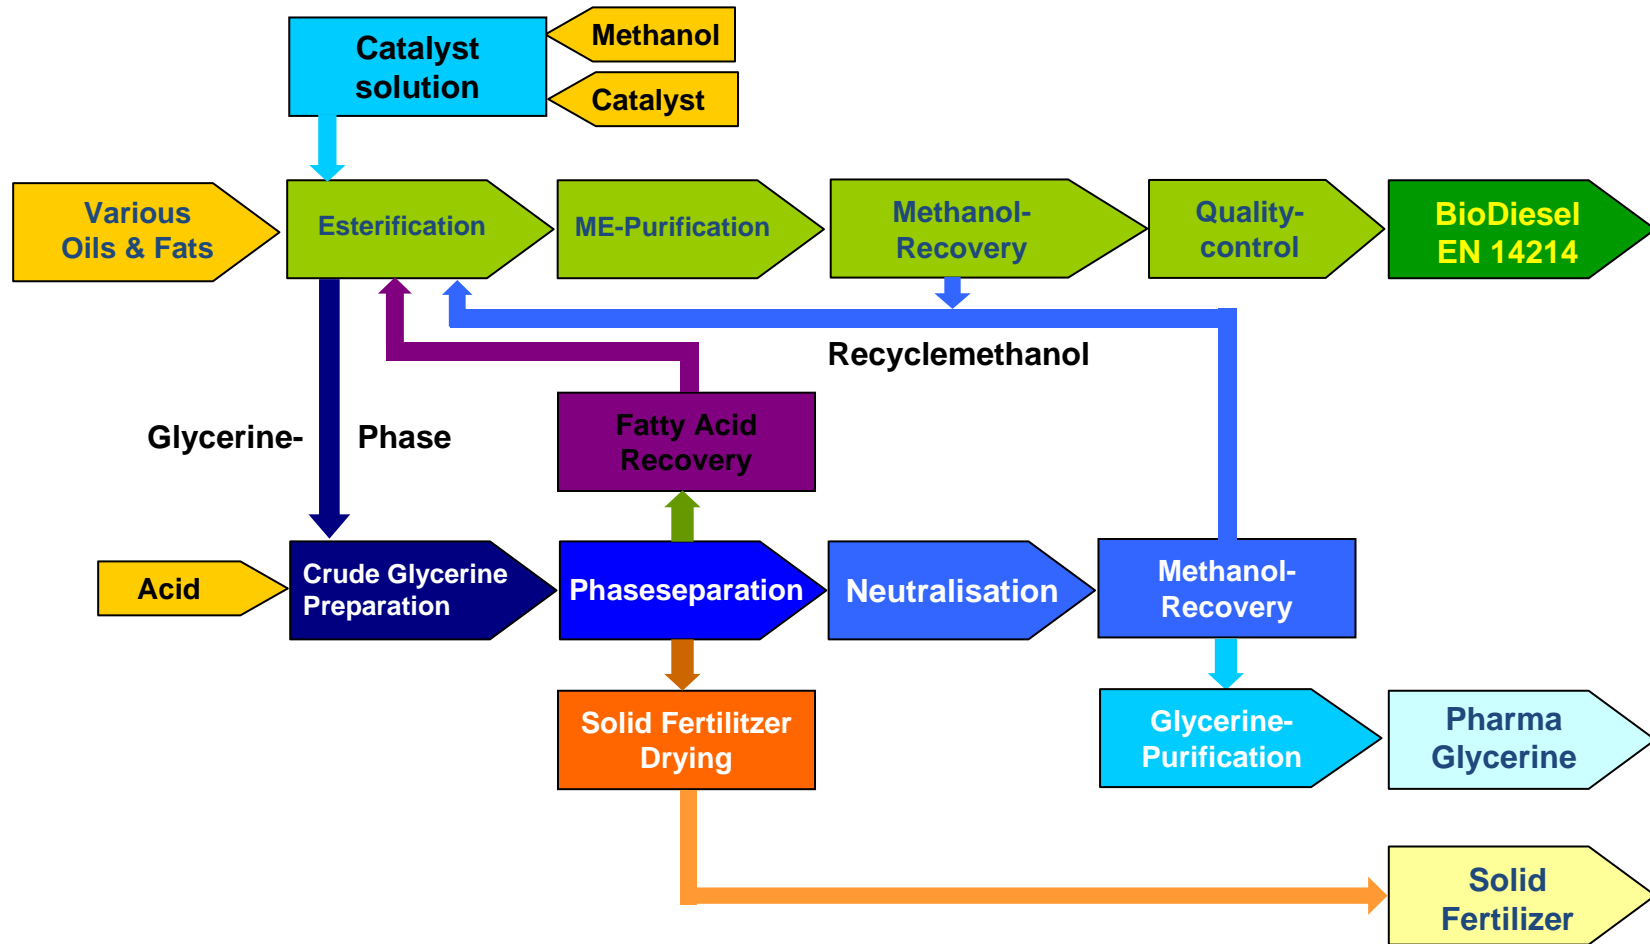 Catalyst
solution
Methanol
Catalyst
Various
Oils & Fats
Esterification
ME-Purification
Methanol-
Recovery
Quality-
control
BioDiesel
EN 14214
Recyclemethanol
Glycerine- Phase
Fatty Acid
Recovery
Acid
Crude Glycerine
Preparation
Phaseseparation
Neutralisation
Methanol-
Recovery
Solid Fertilitzer
Drying
Glycerine-
Purification
Pharma
Glycerine
Solid
Fertilizer